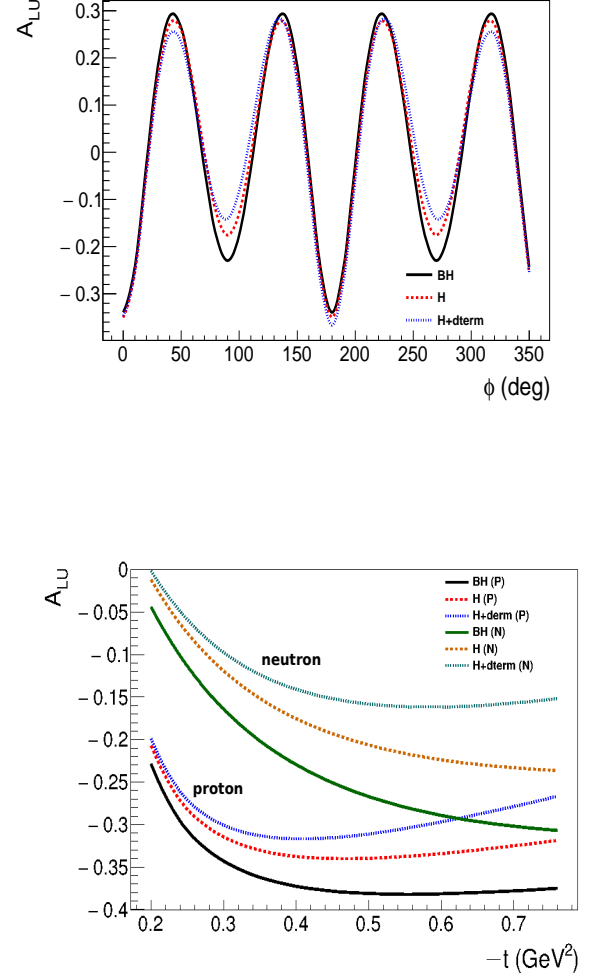 A_LU
0.3
0.2
0.1
0
−0.1
−0.2
−0.3
BH
H
H+dterm
0 50 100 150 200 250 300 350
ϕ (deg)
A_LU
0
−0.05
−0.1
−0.15
−0.2
−0.25
−0.3
−0.35
−0.4
BH (P)
H (P)
H+derm (P)
BH (N)
H (N)
H+dterm (N)
neutron
proton
0.2 0.3 0.4 0.5 0.6 0.7
−t (GeV²)